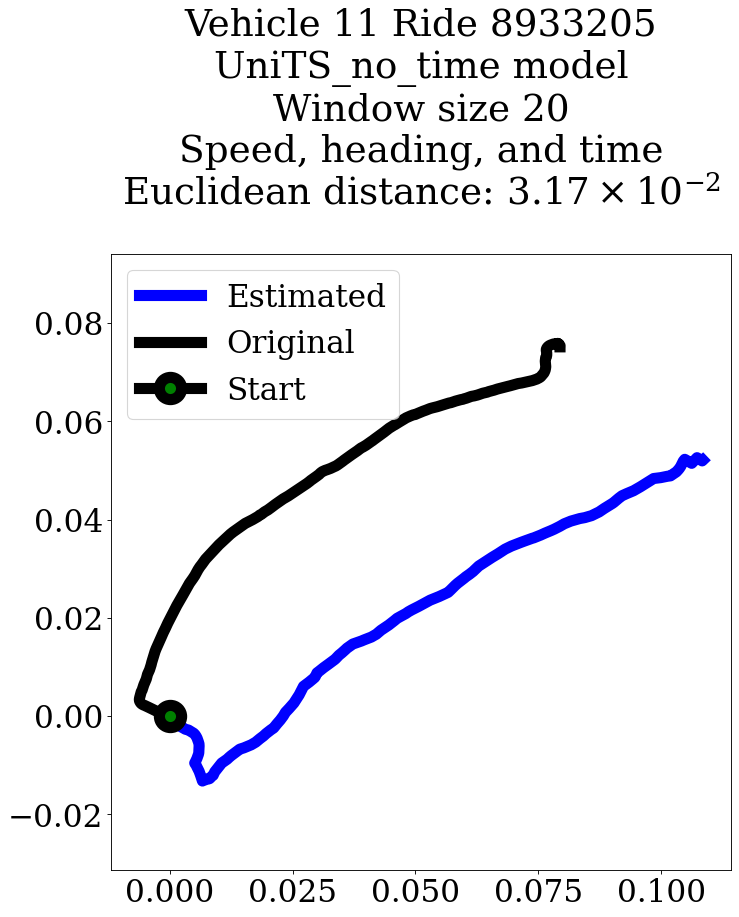 Vehicle 11 Ride 8933205
UniTS_no_time model
Window size 20
Speed, heading, and time
Euclidean distance: 3.17 × 10⁻²
Estimated
Original
Start
0.08
0.06
0.04
0.02
0.00
−0.02
0.000 0.025 0.050 0.075 0.100